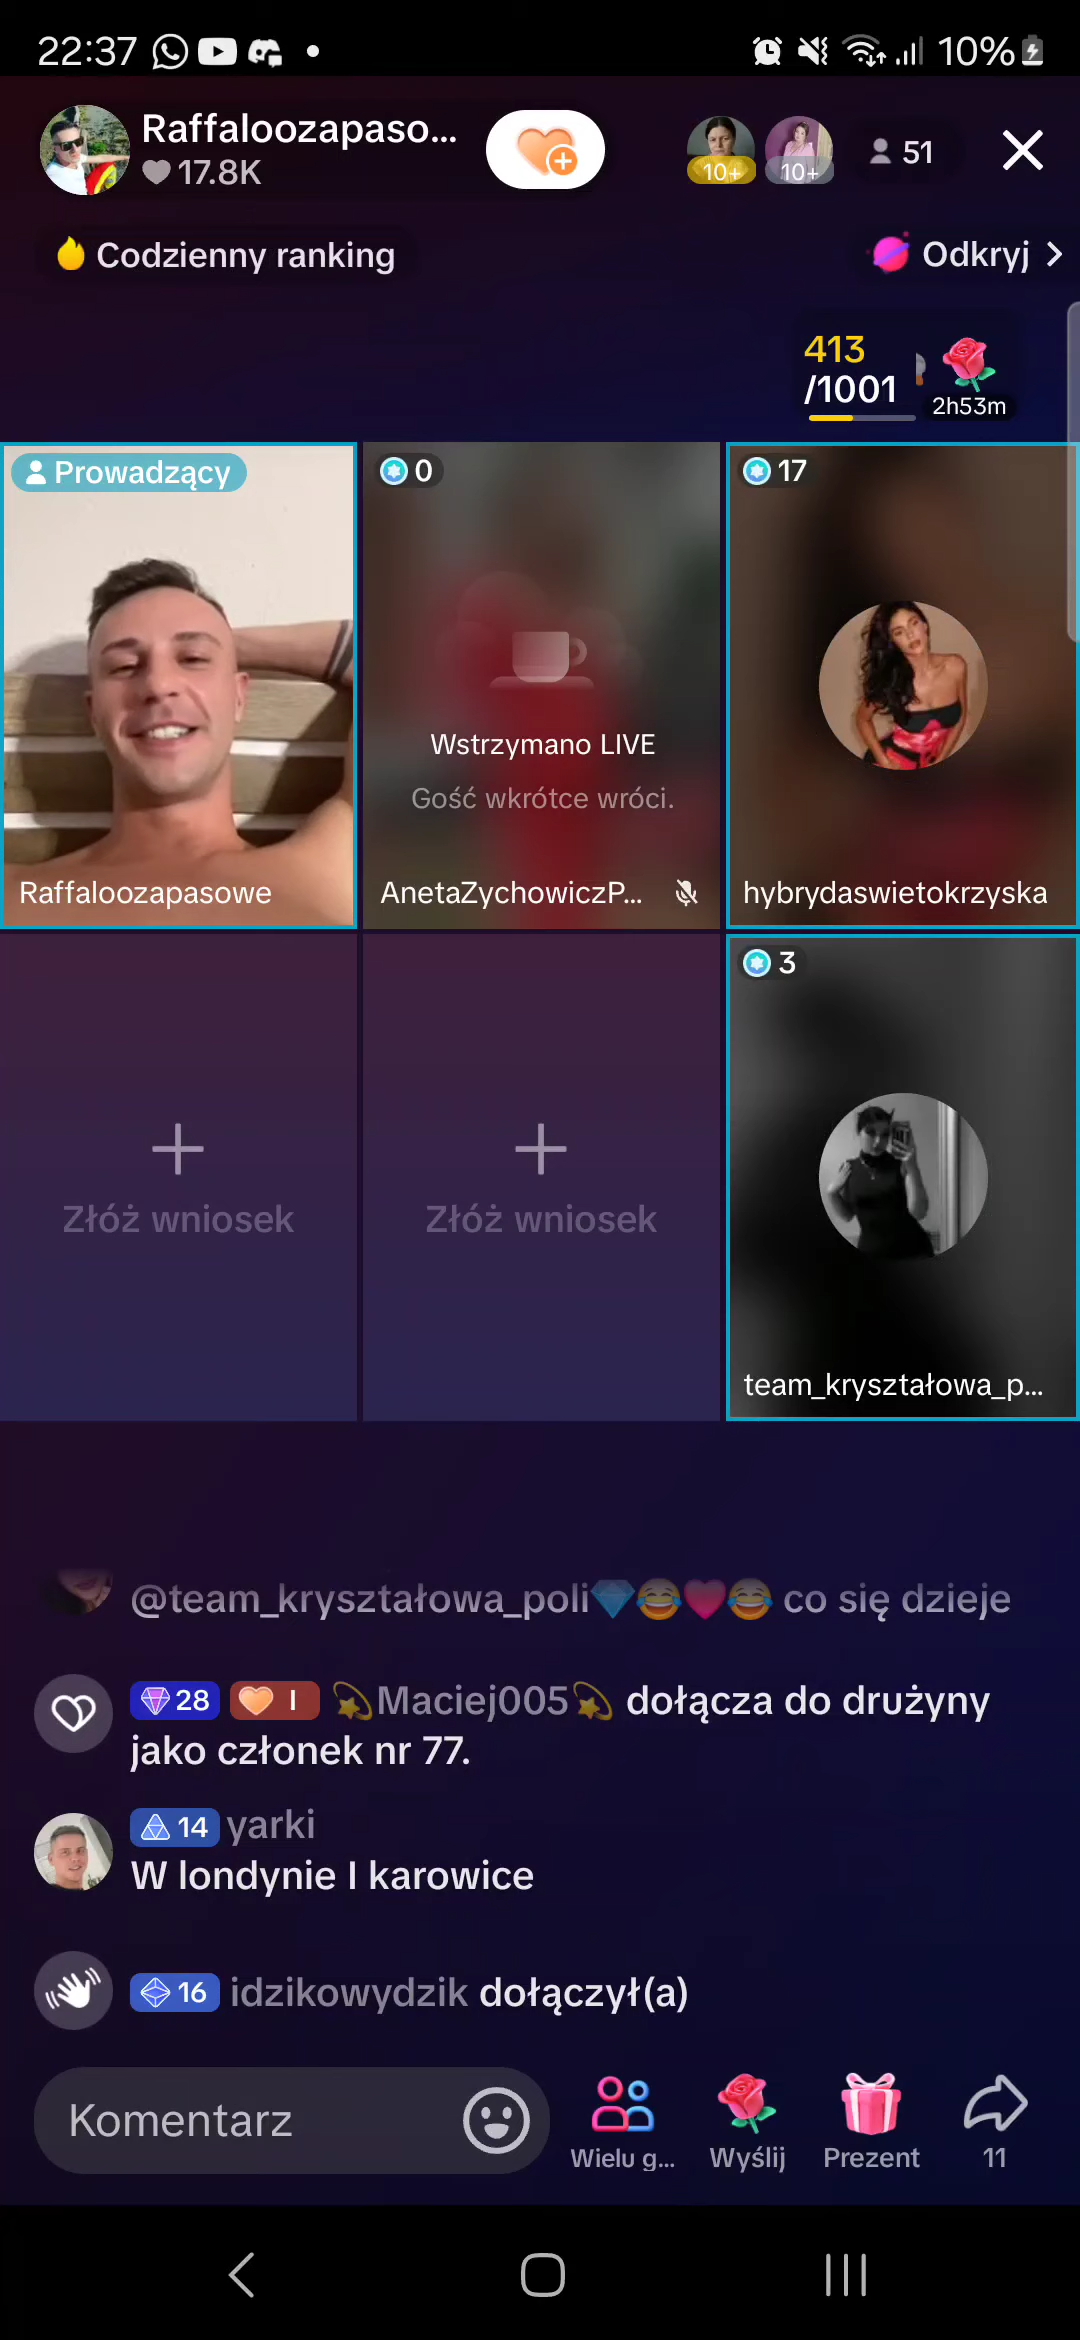 22:37
10%
Raffaloozapaso...
17.8K
10+
10+
51
Codzienny ranking
Odkryj
413
/1001
2h53m
Prowadzący
0
17
Wstrzymano LIVE
Gość wkrótce wróci.
Raffaloozapasowe
AnetaZychowiczP...
hybrydaswietokrzyska
3
Złóż wniosek
Złóż wniosek
team_kryształowa_p...
@team_kryształowa_poli💎😂💗😂 co się dzieje
28 I 💫Maciej005💫 dołącza do drużyny
jako członek nr 77.
14 yarki
W londynie I karowice
16 idzikowydzik dołączył(a)
Komentarz
Wielu g...
Wyślij
Prezent
11